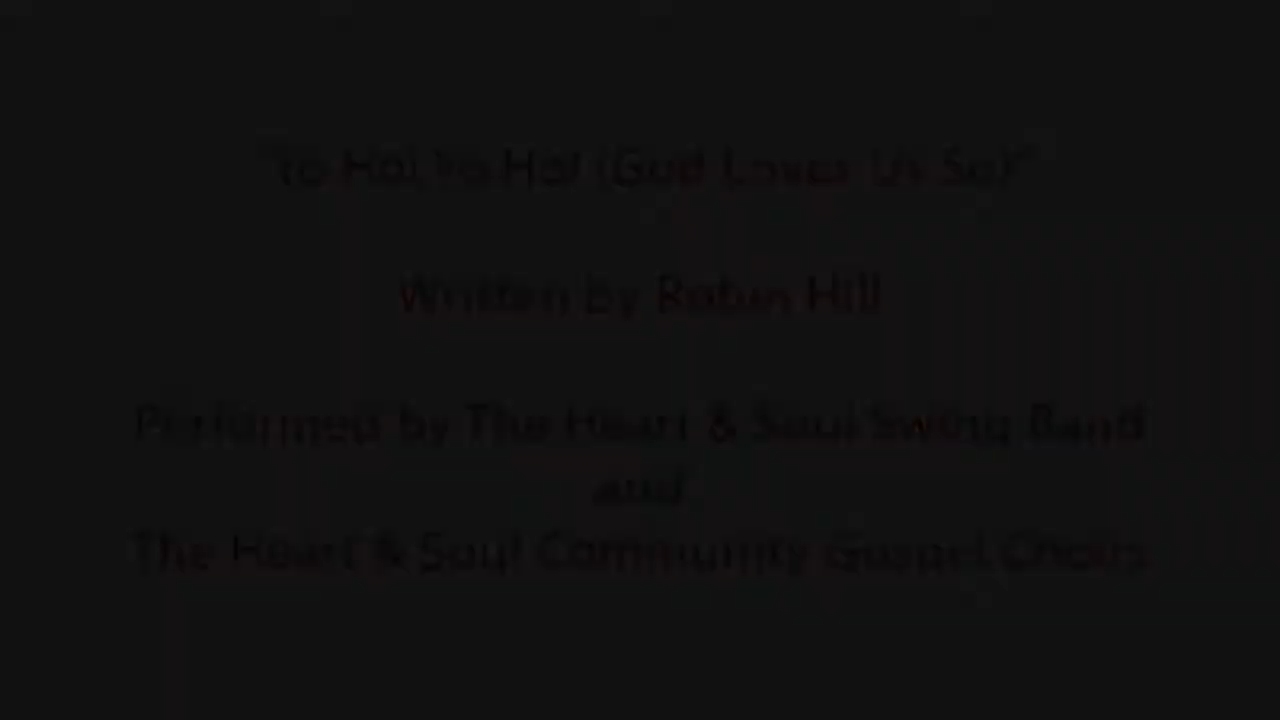 "Yo Ho! Yo Ho! (God Loves Us So)"
Written by Robin Hill
Performed by The Heart & Soul Swing Band
and
The Heart & Soul Community Gospel Choirs